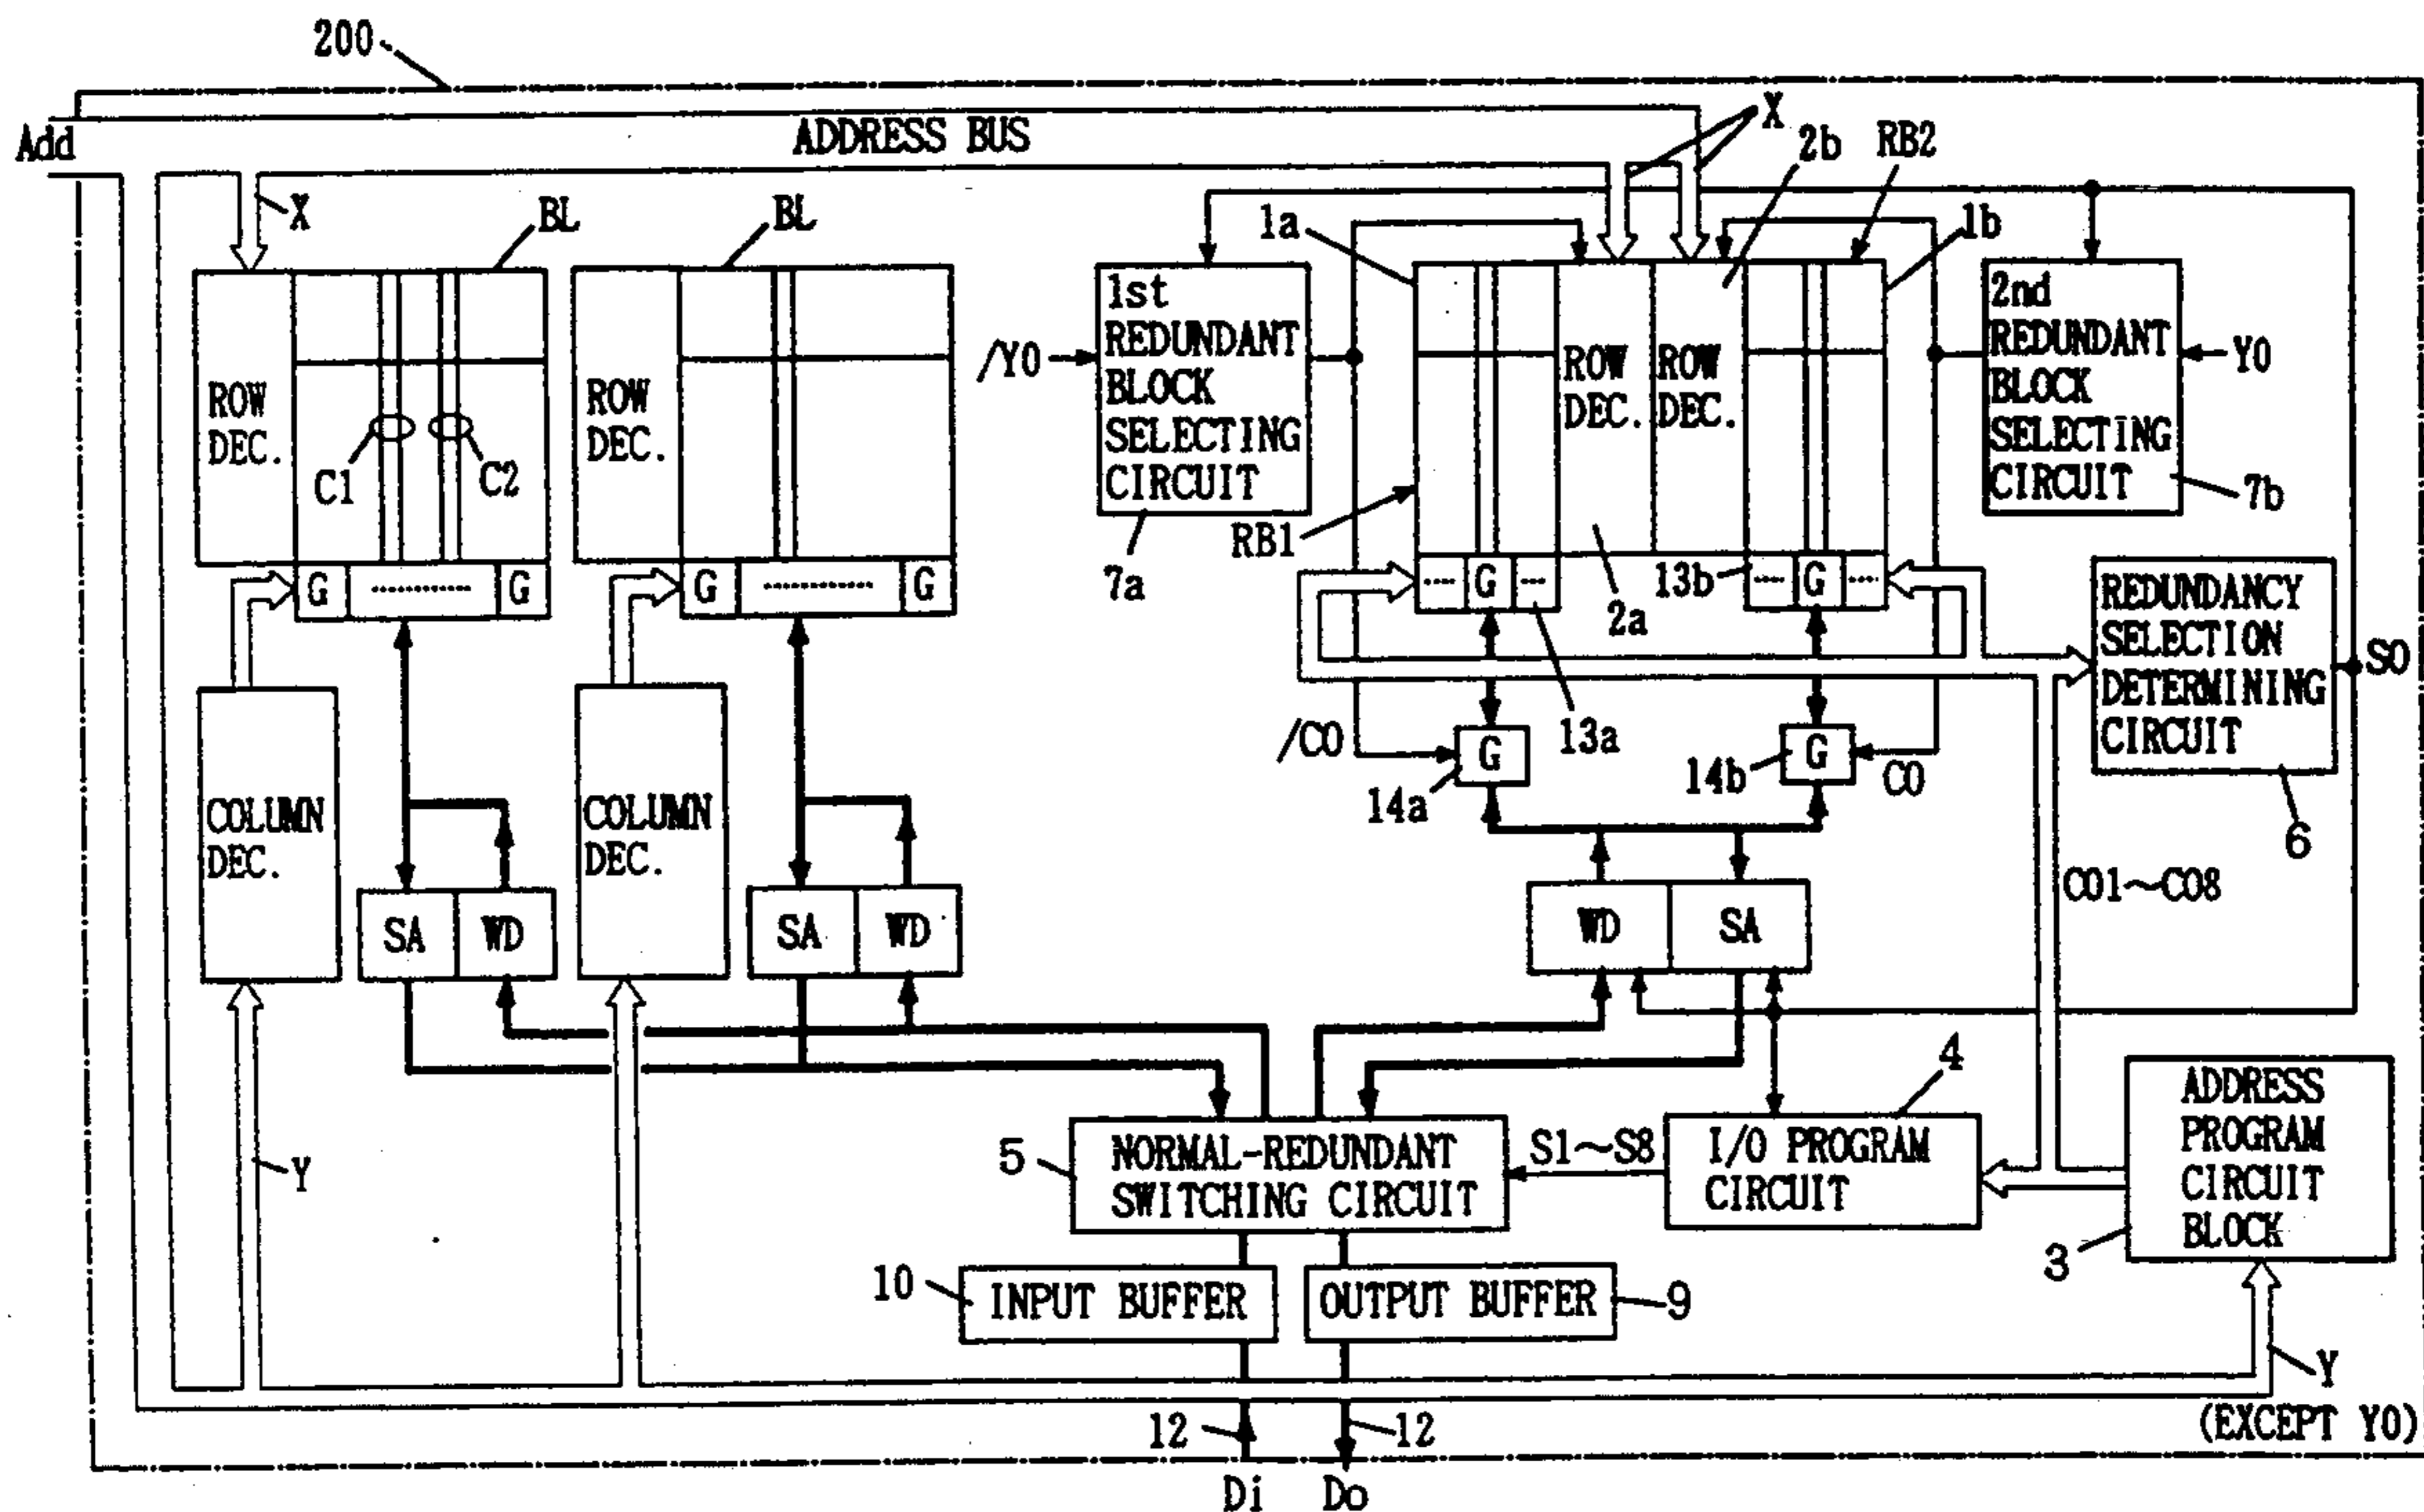 200
Add
ADDRESS BUS
X
X
2b
RB2
BL
BL
1a
1b
ROW
DEC.
C1
C2
ROW
DEC.
/Y0
1st
REDUNDANT
BLOCK
SELECTING
CIRCUIT
7a
RB1
ROW
DEC.
ROW
DEC.
2nd
REDUNDANT
BLOCK
SELECTING
CIRCUIT
Y0
7b
G
G
G
G
G
13b
G
2a
13a
REDUNDANCY
SELECTION
DETERMINING
CIRCUIT
S0
6
/C0
G
14a
14b
G
C0
COLUMN
DEC.
COLUMN
DEC.
SA
WD
SA
WD
WD
SA
C01~C08
Y
5
NORMAL-REDUNDANT
SWITCHING CIRCUIT
S1~S8
4
I/O PROGRAM
CIRCUIT
ADDRESS
PROGRAM
CIRCUIT
BLOCK
3
10
INPUT BUFFER
OUTPUT BUFFER
9
Y
(EXCEPT Y0)
12
12
Di
Do